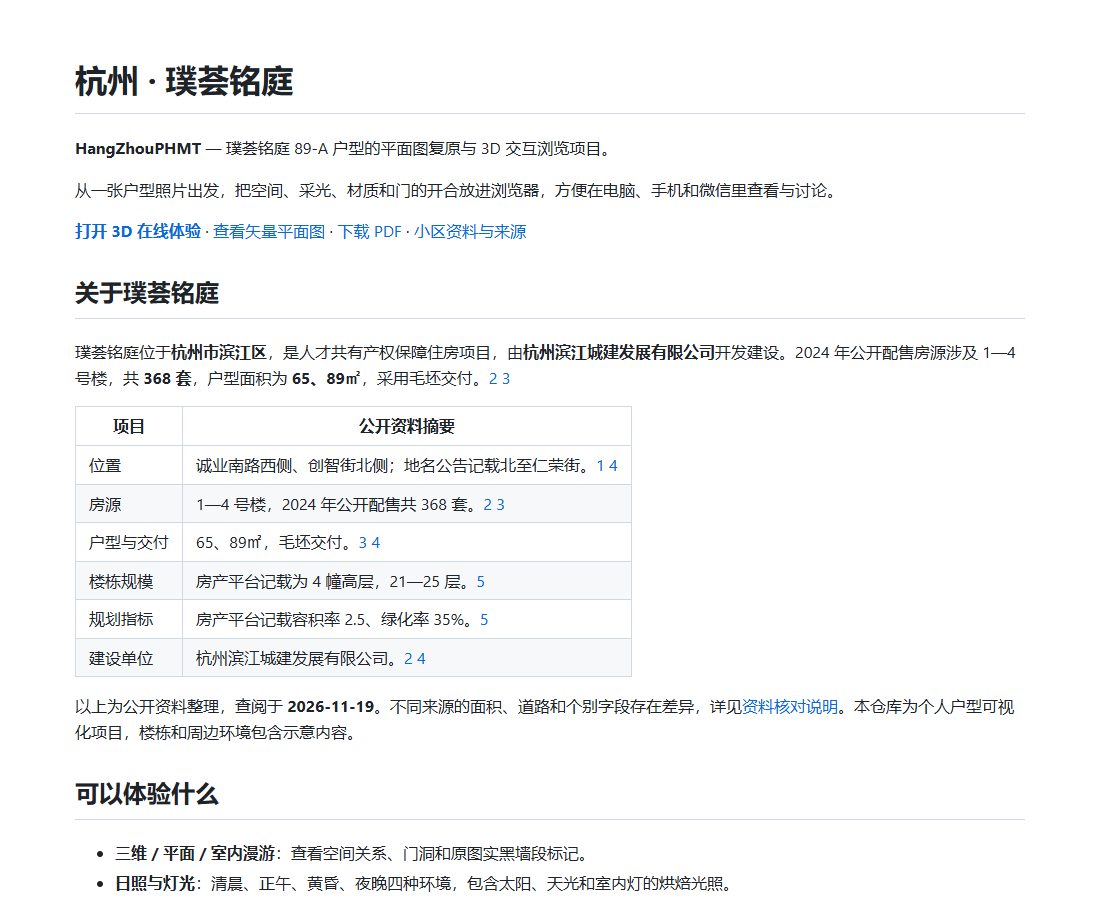 杭州 · 璞荟铭庭
HangZhouPHMT — 璞荟铭庭 89-A 户型的平面图复原与 3D 交互浏览项目。
从一张户型照片出发，把空间、采光、材质和门的开合放进浏览器，方便在电脑、手机和微信里查看与讨论。
打开 3D 在线体验 · 查看矢量平面图 · 下载 PDF · 小区资料与来源
关于璞荟铭庭
璞荟铭庭位于杭州市滨江区，是人才共有产权保障住房项目，由杭州滨江城建发展有限公司开发建设。2024 年公开配售房源涉及 1—4
号楼，共 368 套，户型面积为 65、89㎡，采用毛坯交付。2 3
项目 公开资料摘要
位置 诚业南路西侧、创智街北侧；地名公告记载北至仁荣街。1 4
房源 1—4 号楼，2024 年公开配售共 368 套。2 3
户型与交付 65、89㎡，毛坯交付。3 4
楼栋规模 房产平台记载为 4 幢高层，21—25 层。5
规划指标 房产平台记载容积率 2.5、绿化率 35%。5
建设单位 杭州滨江城建发展有限公司。2 4
以上为公开资料整理，查阅于 2026-11-19。不同来源的面积、道路和个别字段存在差异，详见资料核对说明。本仓库为个人户型可视
化项目，楼栋和周边环境包含示意内容。
可以体验什么
• 三维 / 平面 / 室内漫游：查看空间关系、门洞和原图实黑墙段标记。
• 日照与灯光：清晨、正午、黄昏、夜晚四种环境，包含太阳、天光和室内灯的烘焙光照。